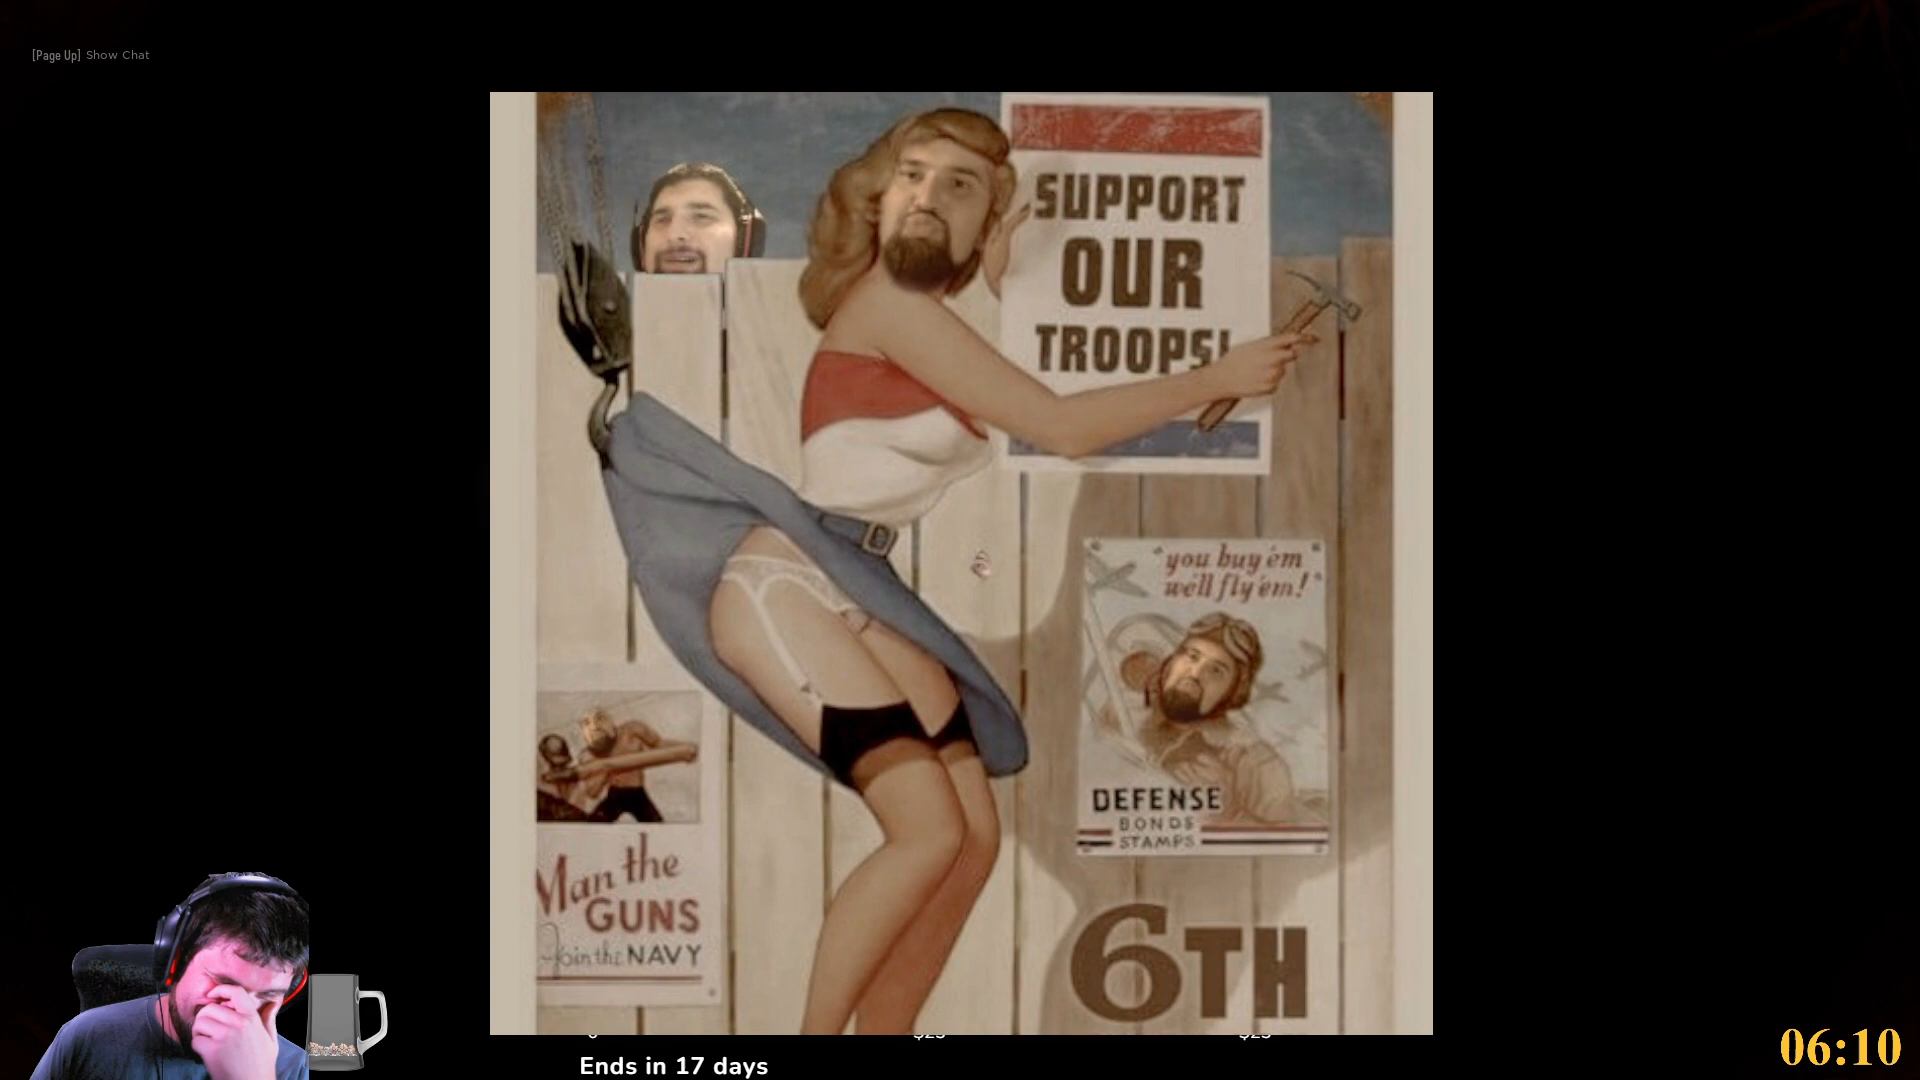 [Page Up] Show Chat
SUPPORT
OUR
TROOPS!
"you buy'em
we'll fly'em!"
DEFENSE
BONDS
STAMPS
Man the
GUNS
Join the NAVY
6TH
Ends in 17 days
06:10